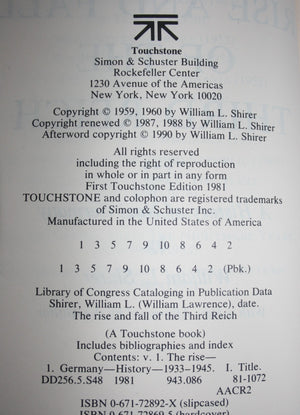 Touchstone
Simon & Schuster Building
Rockefeller Center
1230 Avenue of the Americas
New York, New York 10020
Copyright © 1959, 1960 by William L. Shirer
Copyright renewed © 1987, 1988 by William L. Shirer
Afterword copyright © 1990 by William L. Shirer
All rights reserved
including the right of reproduction
in whole or in part in any form
First Touchstone Edition 1981
TOUCHSTONE and colophon are registered trademarks
of Simon & Schuster Inc.
Manufactured in the United States of America
1 3 5 7 9 10 8 6 4 2
1 3 5 7 9 10 8 6 4 2 (Pbk.)
Library of Congress Cataloging in Publication Data
Shirer, William L. (William Lawrence), date.
The rise and fall of the Third Reich
(A Touchstone book)
Includes bibliographies and index
Contents: v. 1. The rise—
1. Germany—History—1933–1945. I. Title.
DD256.5.S48 1981 943.086 81-1072
AACR2
ISBN 0-671-72892-X (slipcased)
ISBN 0-671-72869-5 (hardcover)